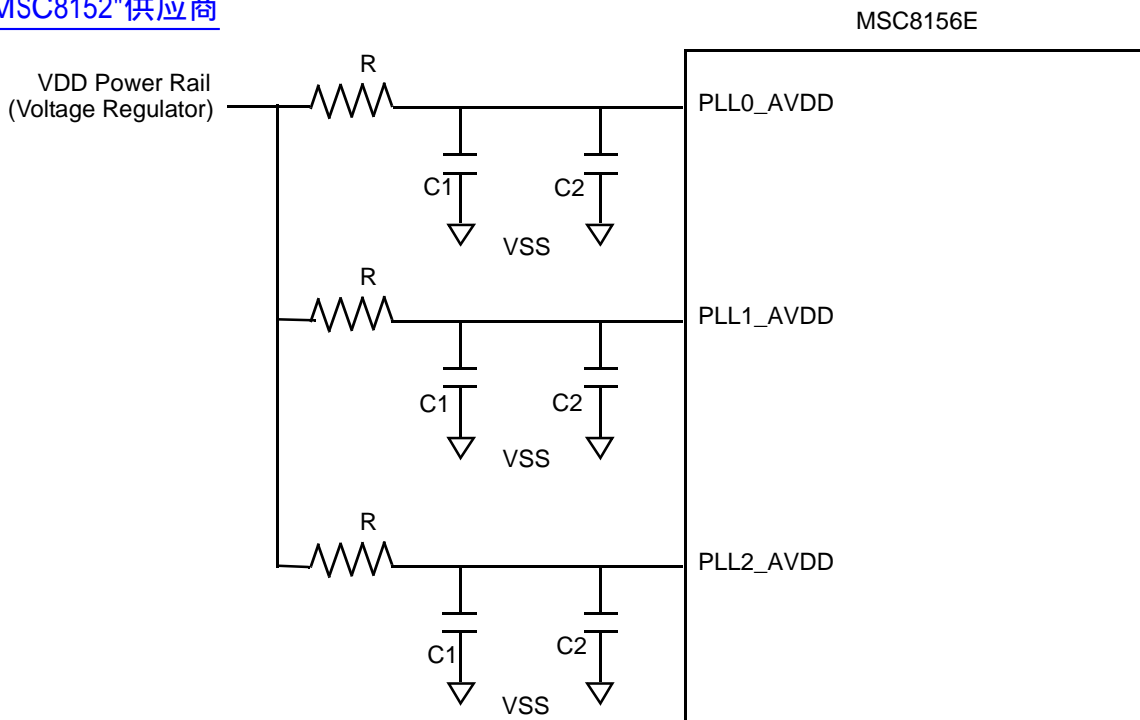 MSC8152"供应商
MSC8156E
VDD Power Rail
(Voltage Regulator)
R
PLL0_AVDD
C1
C2
VSS
R
PLL1_AVDD
C1
C2
VSS
R
PLL2_AVDD
C1
C2
VSS